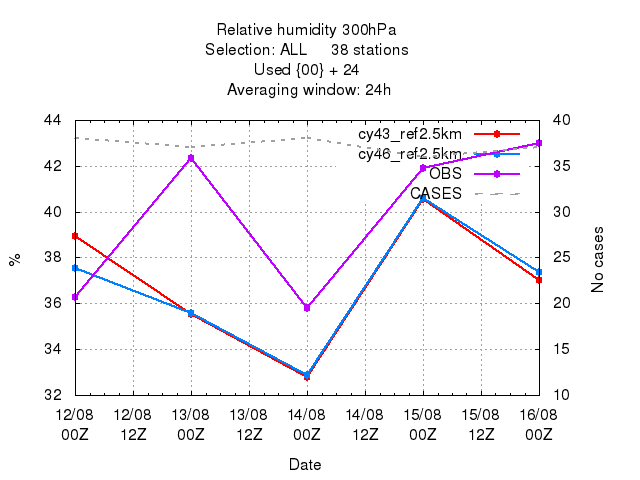 Relative humidity 300hPa
Selection: ALL 38 stations
Used {00} + 24
Averaging window: 24h
44 40
cy43_ref2.5km
cy46_ref2.5km
42 35
OBS
CASES
40 30
38 25
% No cases
36 20
34 15
32 10
12/08 12/08 13/08 13/08 14/08 14/08 15/08 15/08 16/08
00Z 12Z 00Z 12Z 00Z 12Z 00Z 12Z 00Z
Date